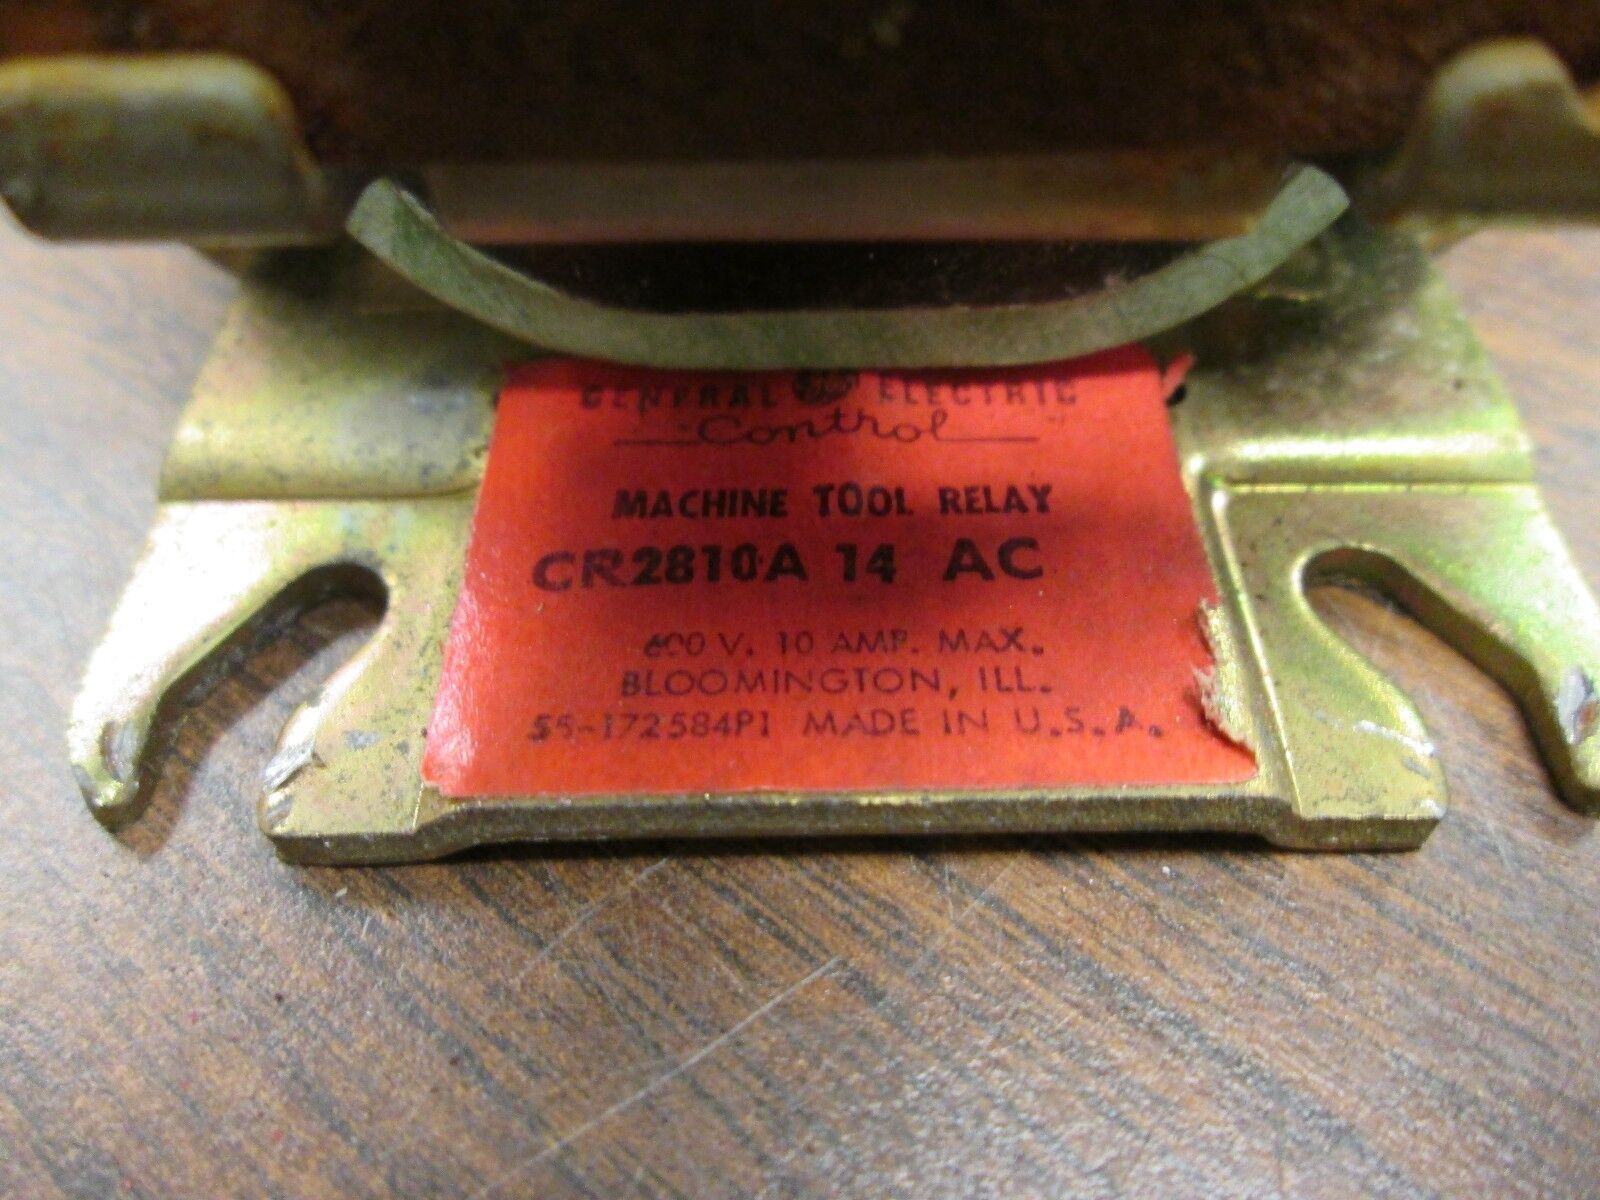 GENERAL GE ELECTRIC
Control
MACHINE TOOL RELAY
CR2810A 14 AC
600 V. 10 AMP. MAX.
BLOOMINGTON, ILL.
55-172584P1 MADE IN U.S.A.